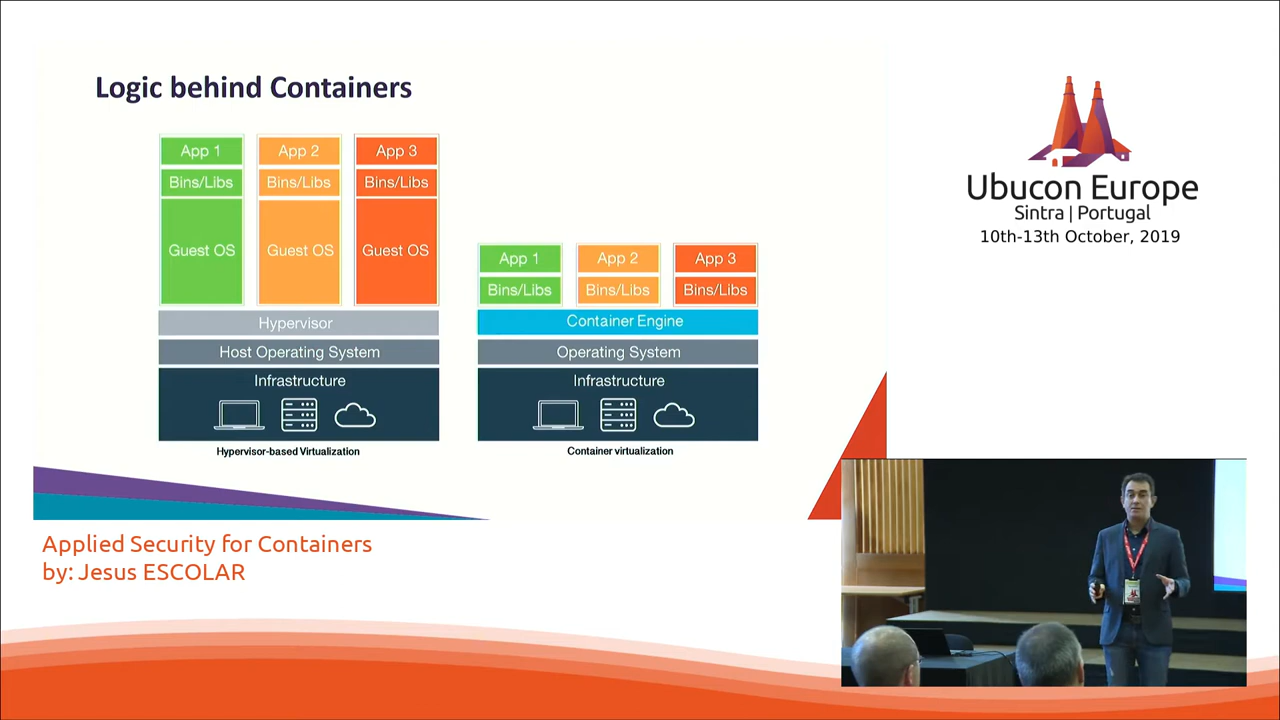 Logic behind Containers
App 1
App 2
App 3
Bins/Libs
Bins/Libs
Bins/Libs
Guest OS
Guest OS
Guest OS
Hypervisor
Host Operating System
Infrastructure
Hypervisor-based Virtualization
App 1
App 2
App 3
Bins/Libs
Bins/Libs
Bins/Libs
Container Engine
Operating System
Infrastructure
Container virtualization
Ubucon Europe
Sintra | Portugal
10th-13th October, 2019
Applied Security for Containers
by: Jesus ESCOLAR